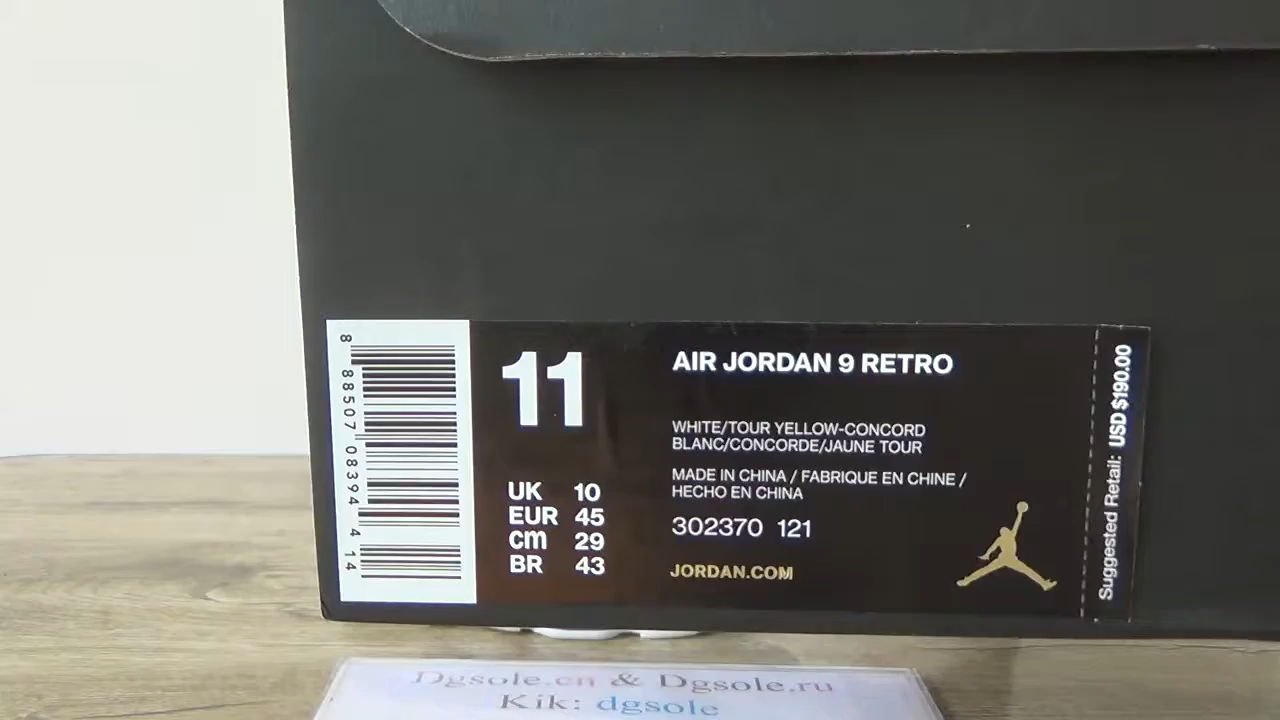 8 88507 08394 4 14
11
UK 10
EUR 45
cm 29
BR 43
AIR JORDAN 9 RETRO
WHITE/TOUR YELLOW-CONCORD
BLANC/CONCORDE/JAUNE TOUR
MADE IN CHINA / FABRIQUE EN CHINE /
HECHO EN CHINA
302370 121
JORDAN.COM
Suggested Retail: USD $190.00
Dgsole.cn & Dgsole.ru
Kik: dgsole